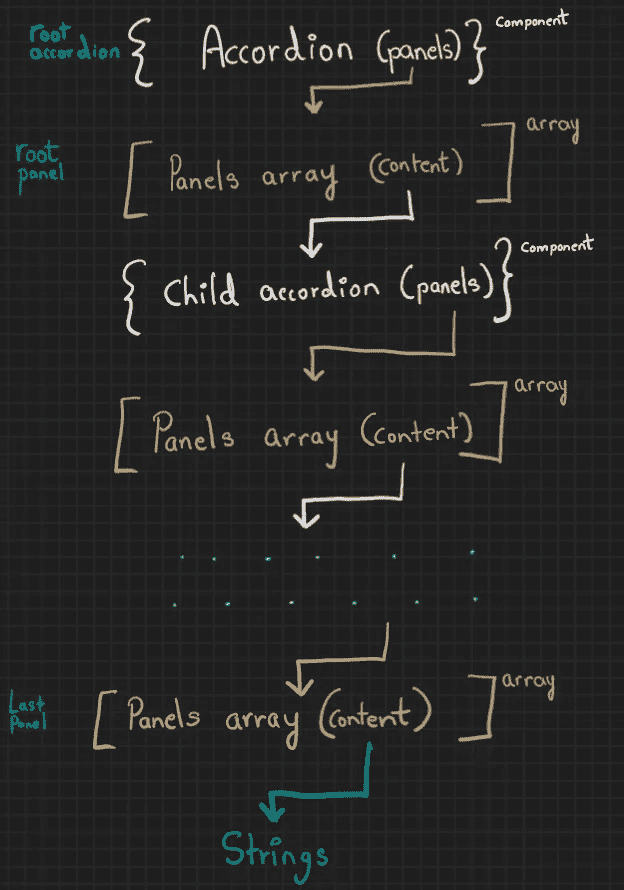 root
accordion { Accordion (panels) } Component
root
panel [ Panels array (content) ] array
{ Child accordion (panels) } Component
[ Panels array (content) ] array
. . . . . .
. . . . . .
Last
Panel [ Panels array (content) ] array
Strings